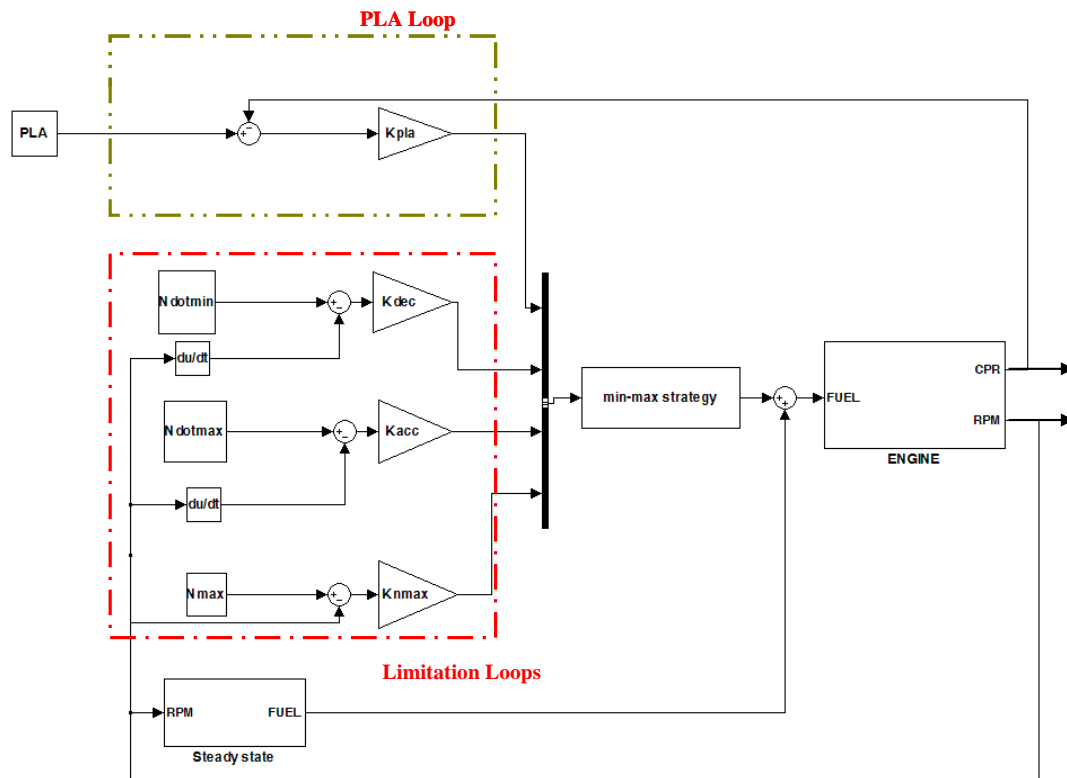 PLA Loop
PLA
Kpla
Ndotmin
Kdec
du/dt
Ndotmax
Kacc
du/dt
Nmax
Knmax
min-max strategy
FUEL
CPR
RPM
ENGINE
Limitation Loops
RPM
FUEL
Steady state